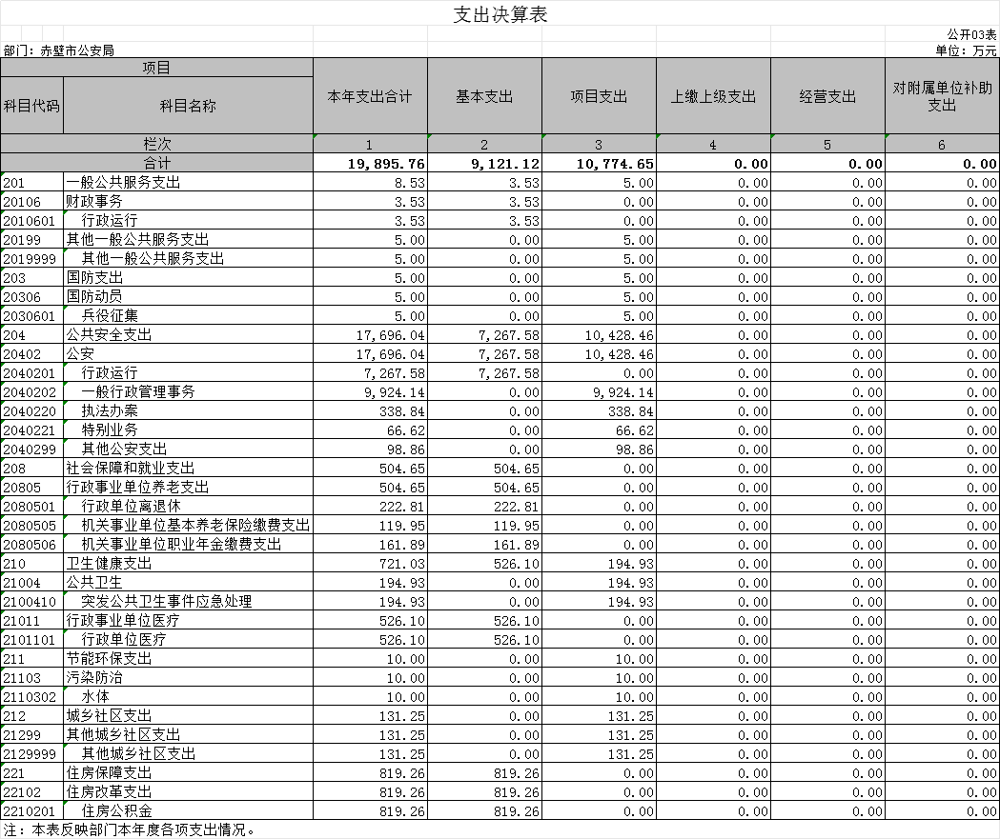 支出决算表
公开03表
部门：赤壁市公安局 单位：万元
项目 本年支出合计 基本支出 项目支出 上缴上级支出 经营支出 对附属单位补助支出
科目代码 科目名称
栏次 1 2 3 4 5 6
合计 19,895.76 9,121.12 10,774.65 0.00 0.00 0.00
201 一般公共服务支出 8.53 3.53 5.00 0.00 0.00 0.00
20106 财政事务 3.53 3.53 0.00 0.00 0.00 0.00
2010601 行政运行 3.53 3.53 0.00 0.00 0.00 0.00
20199 其他一般公共服务支出 5.00 0.00 5.00 0.00 0.00 0.00
2019999 其他一般公共服务支出 5.00 0.00 5.00 0.00 0.00 0.00
203 国防支出 5.00 0.00 5.00 0.00 0.00 0.00
20306 国防动员 5.00 0.00 5.00 0.00 0.00 0.00
2030601 兵役征集 5.00 0.00 5.00 0.00 0.00 0.00
204 公共安全支出 17,696.04 7,267.58 10,428.46 0.00 0.00 0.00
20402 公安 17,696.04 7,267.58 10,428.46 0.00 0.00 0.00
2040201 行政运行 7,267.58 7,267.58 0.00 0.00 0.00 0.00
2040202 一般行政管理事务 9,924.14 0.00 9,924.14 0.00 0.00 0.00
2040220 执法办案 338.84 0.00 338.84 0.00 0.00 0.00
2040221 特别业务 66.62 0.00 66.62 0.00 0.00 0.00
2040299 其他公安支出 98.86 0.00 98.86 0.00 0.00 0.00
208 社会保障和就业支出 504.65 504.65 0.00 0.00 0.00 0.00
20805 行政事业单位养老支出 504.65 504.65 0.00 0.00 0.00 0.00
2080501 行政单位离退休 222.81 222.81 0.00 0.00 0.00 0.00
2080505 机关事业单位基本养老保险缴费支出 119.95 119.95 0.00 0.00 0.00 0.00
2080506 机关事业单位职业年金缴费支出 161.89 161.89 0.00 0.00 0.00 0.00
210 卫生健康支出 721.03 526.10 194.93 0.00 0.00 0.00
21004 公共卫生 194.93 0.00 194.93 0.00 0.00 0.00
2100410 突发公共卫生事件应急处理 194.93 0.00 194.93 0.00 0.00 0.00
21011 行政事业单位医疗 526.10 526.10 0.00 0.00 0.00 0.00
2101101 行政单位医疗 526.10 526.10 0.00 0.00 0.00 0.00
211 节能环保支出 10.00 0.00 10.00 0.00 0.00 0.00
21103 污染防治 10.00 0.00 10.00 0.00 0.00 0.00
2110302 水体 10.00 0.00 10.00 0.00 0.00 0.00
212 城乡社区支出 131.25 0.00 131.25 0.00 0.00 0.00
21299 其他城乡社区支出 131.25 0.00 131.25 0.00 0.00 0.00
2129999 其他城乡社区支出 131.25 0.00 131.25 0.00 0.00 0.00
221 住房保障支出 819.26 819.26 0.00 0.00 0.00 0.00
22102 住房改革支出 819.26 819.26 0.00 0.00 0.00 0.00
2210201 住房公积金 819.26 819.26 0.00 0.00 0.00 0.00
注：本表反映部门本年度各项支出情况。